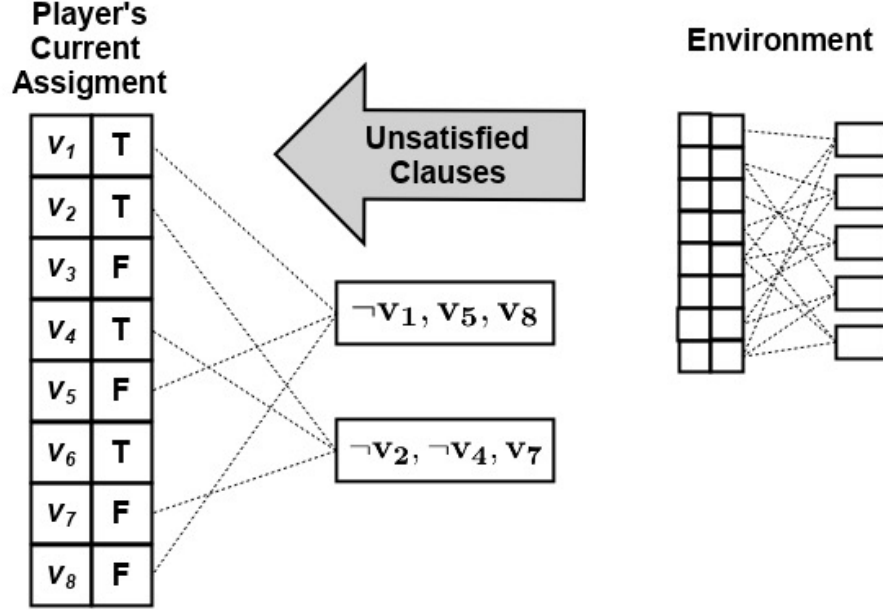 Player's
Current
Assigment
Environment
Unsatisfied
Clauses
v1 T
v2 T
v3 F
v4 T
v5 F
v6 T
v7 F
v8 F
¬v1, v5, v8
¬v2, ¬v4, v7